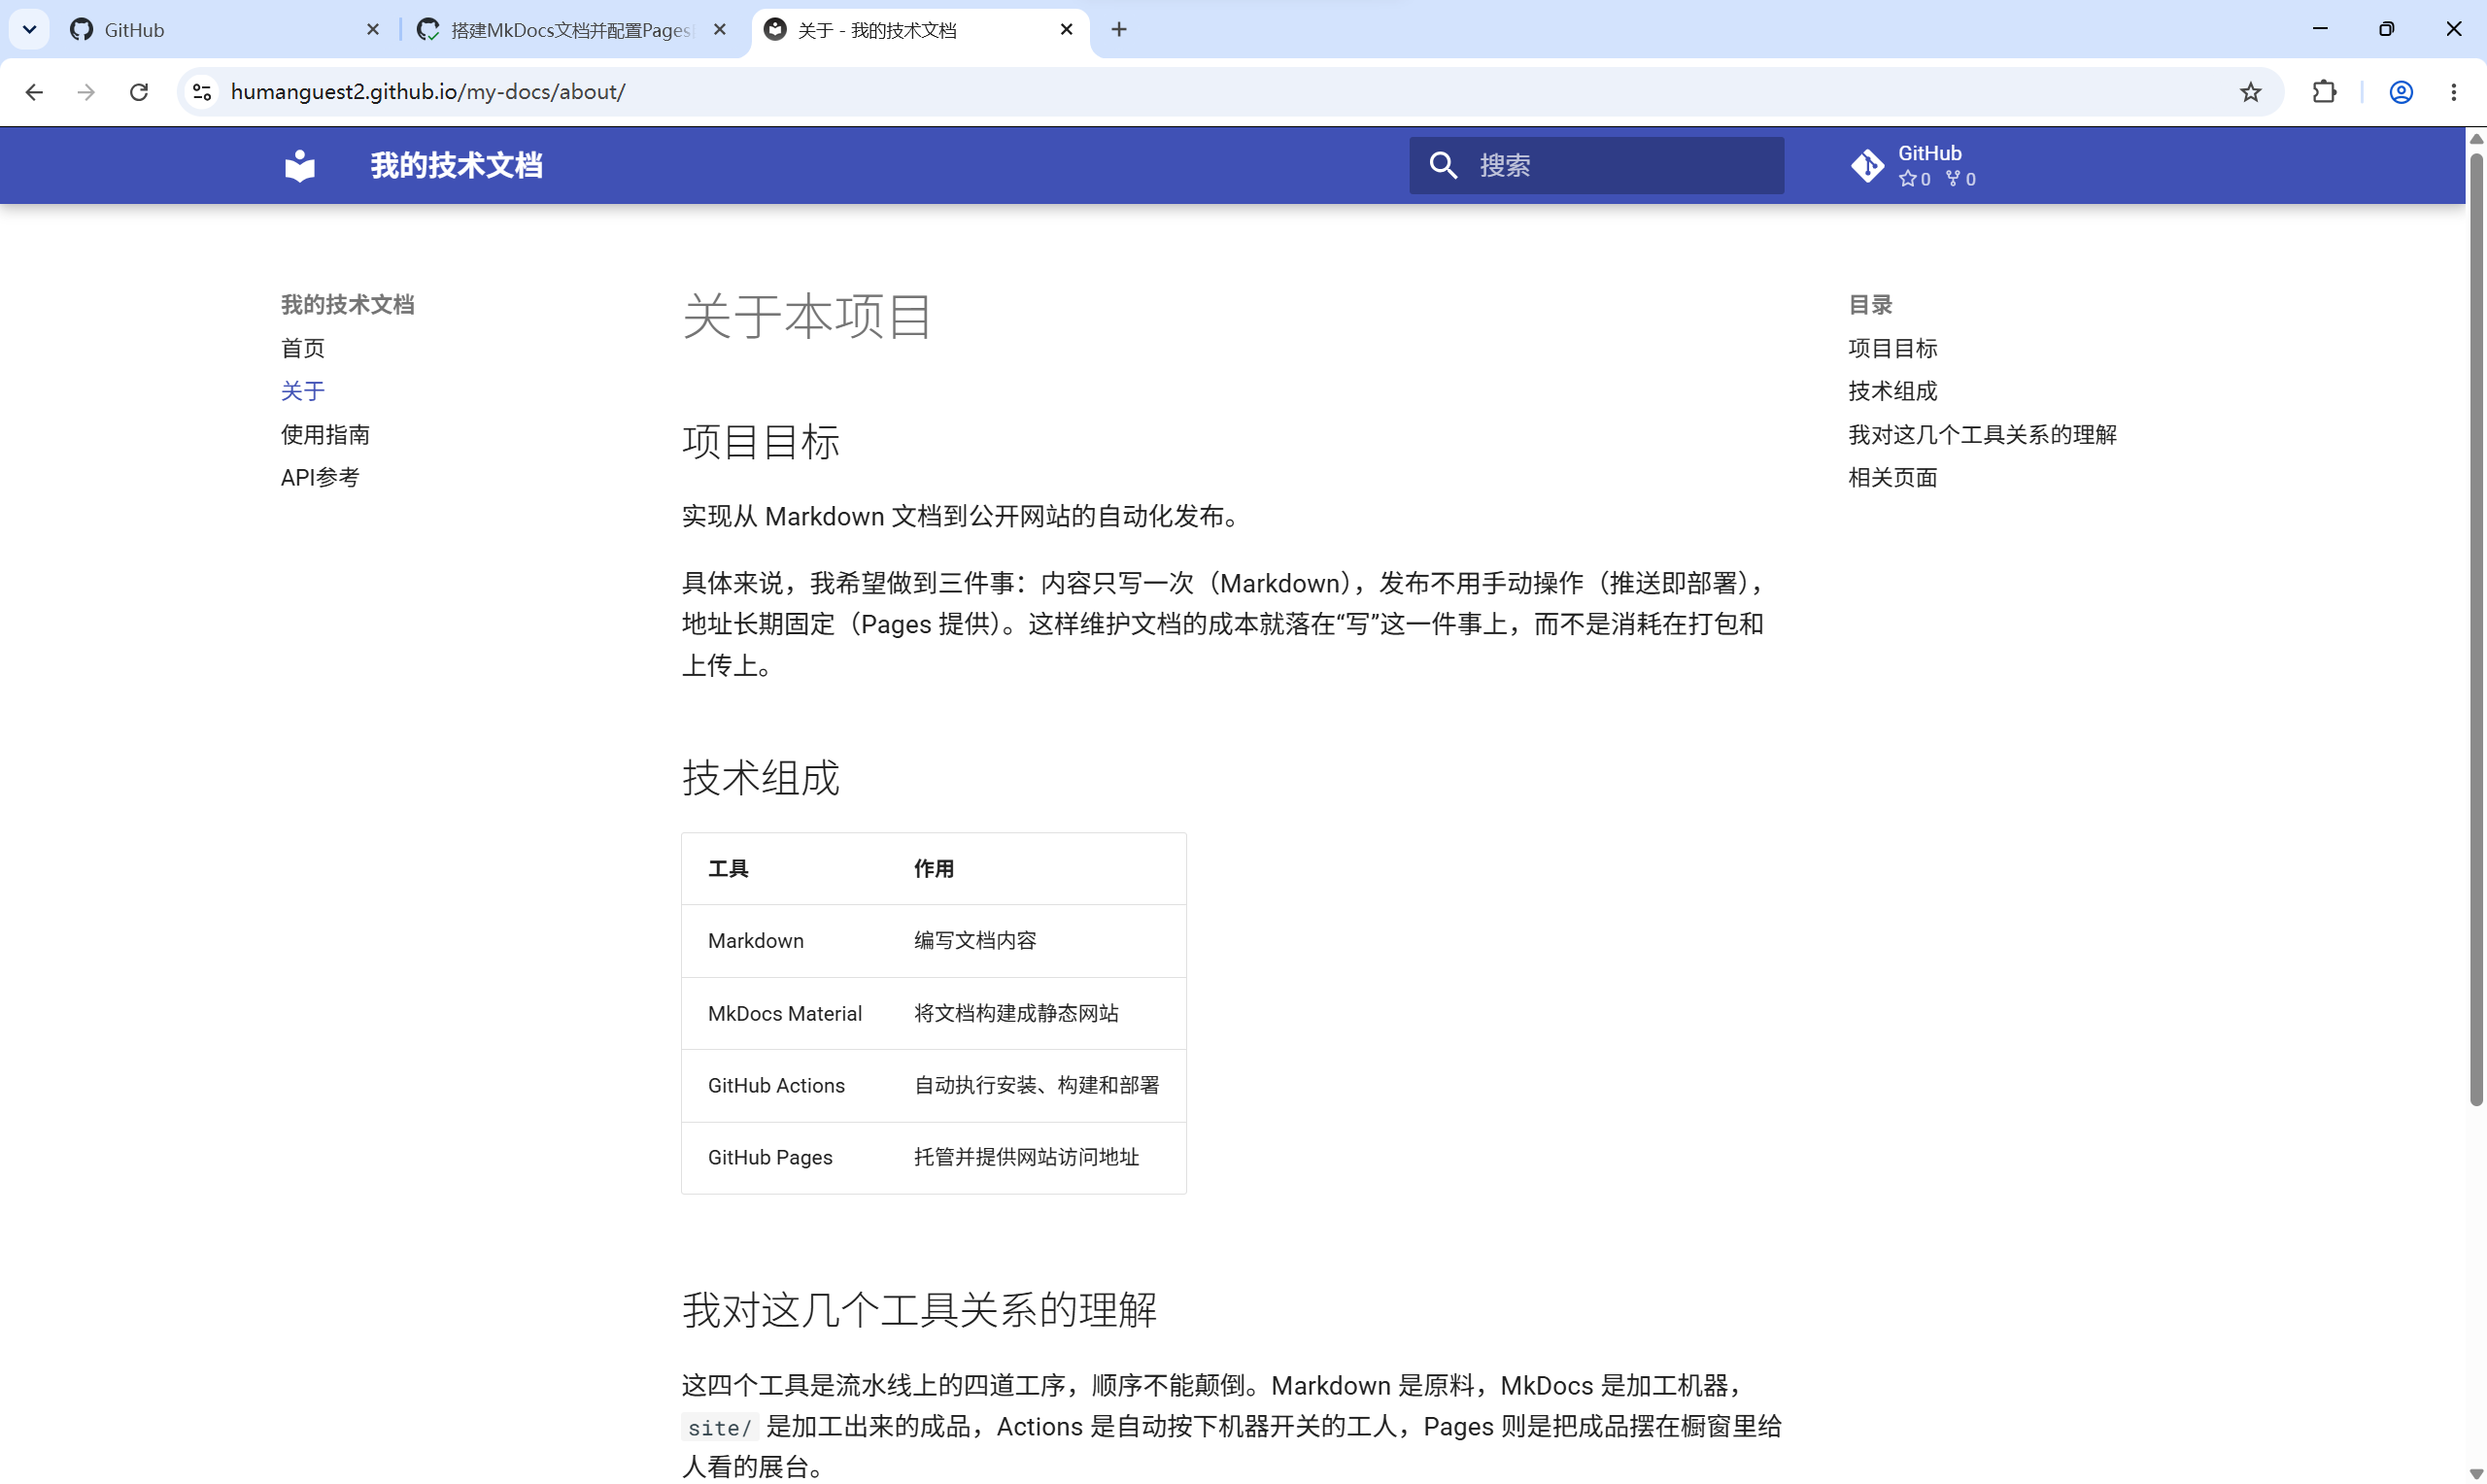 GitHub
搭建MkDocs文档并配置Pages
关于 - 我的技术文档
humanguest2.github.io/my-docs/about/
我的技术文档
搜索
GitHub
0 0
我的技术文档
首页
关于
使用指南
API参考
关于本项目
项目目标
实现从 Markdown 文档到公开网站的自动化发布。
具体来说，我希望做到三件事：内容只写一次（Markdown），发布不用手动操作（推送即部署），
地址长期固定（Pages 提供）。这样维护文档的成本就落在“写”这一件事上，而不是消耗在打包和
上传上。
技术组成
工具 作用
Markdown 编写文档内容
MkDocs Material 将文档构建成静态网站
GitHub Actions 自动执行安装、构建和部署
GitHub Pages 托管并提供网站访问地址
我对这几个工具关系的理解
这四个工具是流水线上的四道工序，顺序不能颠倒。Markdown 是原料，MkDocs 是加工机器，
site/ 是加工出来的成品，Actions 是自动按下机器开关的工人，Pages 则是把成品摆在橱窗里给
人看的展台。
目录
项目目标
技术组成
我对这几个工具关系的理解
相关页面